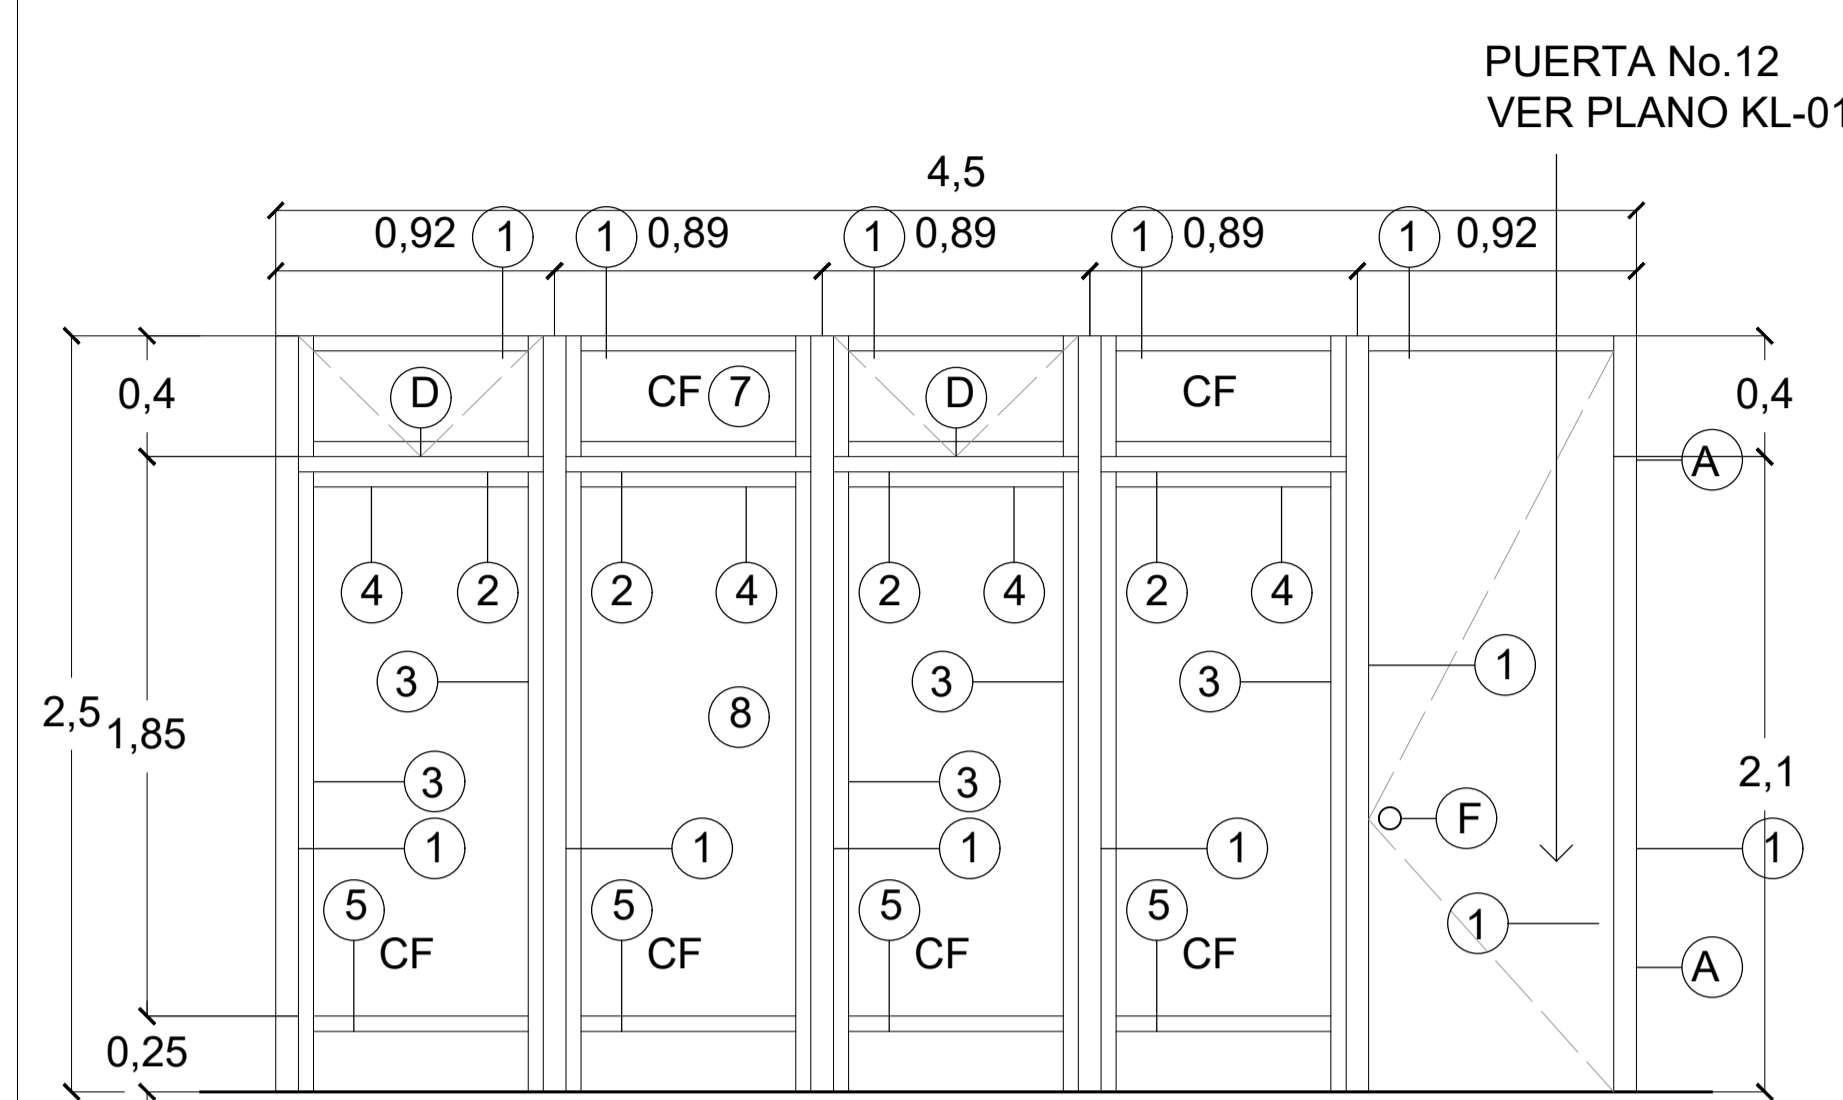 PUERTA No.12
VER PLANO KL-01
4,5
0,92 1 1 0,89 1 0,89 1 0,89 1 0,92
0,4 D CF 7 D CF 0,4
A
4 2 2 4 2 4 2 4
3 3 3 1
2,5 1,85 8
3 3 2,1
F
1 1 1 1 1
5 5 5 5 1
CF CF CF CF A
0,25